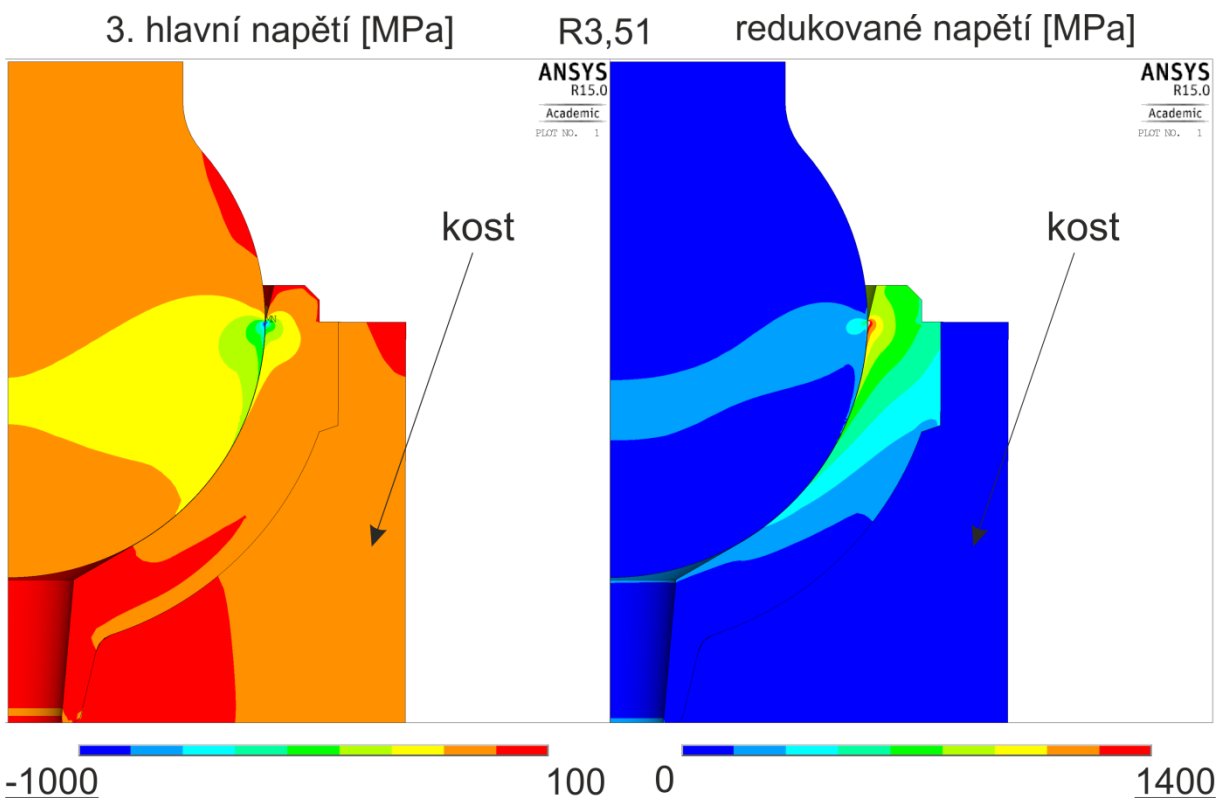 3. hlavní napětí [MPa] R3,51 redukované napětí [MPa]
ANSYS
R15.0
Academic
PLOT NO. 1
ANSYS
R15.0
Academic
PLOT NO. 1
kost
kost
-1000 100
0 1400